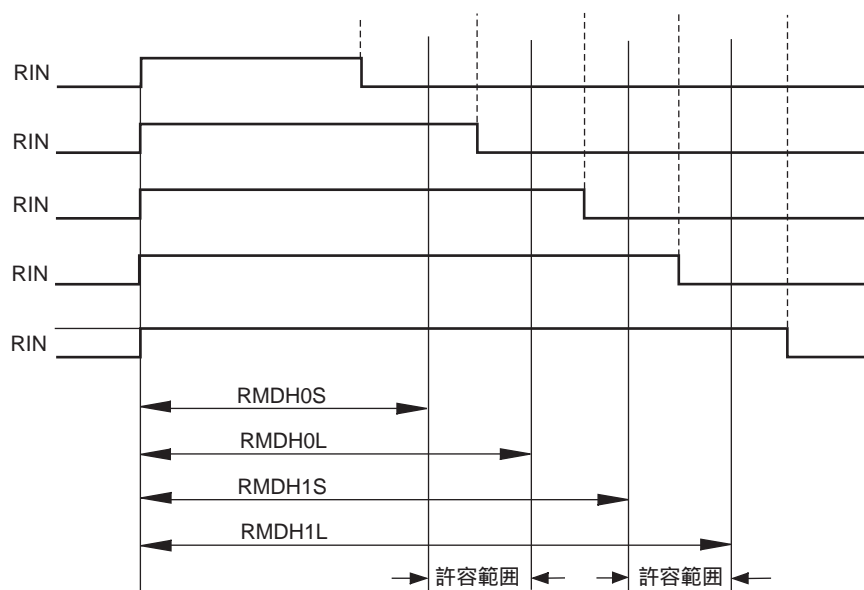 RIN
RIN
RIN
RIN
RIN
RMDH0S
RMDH0L
RMDH1S
RMDH1L
許容範囲 許容範囲